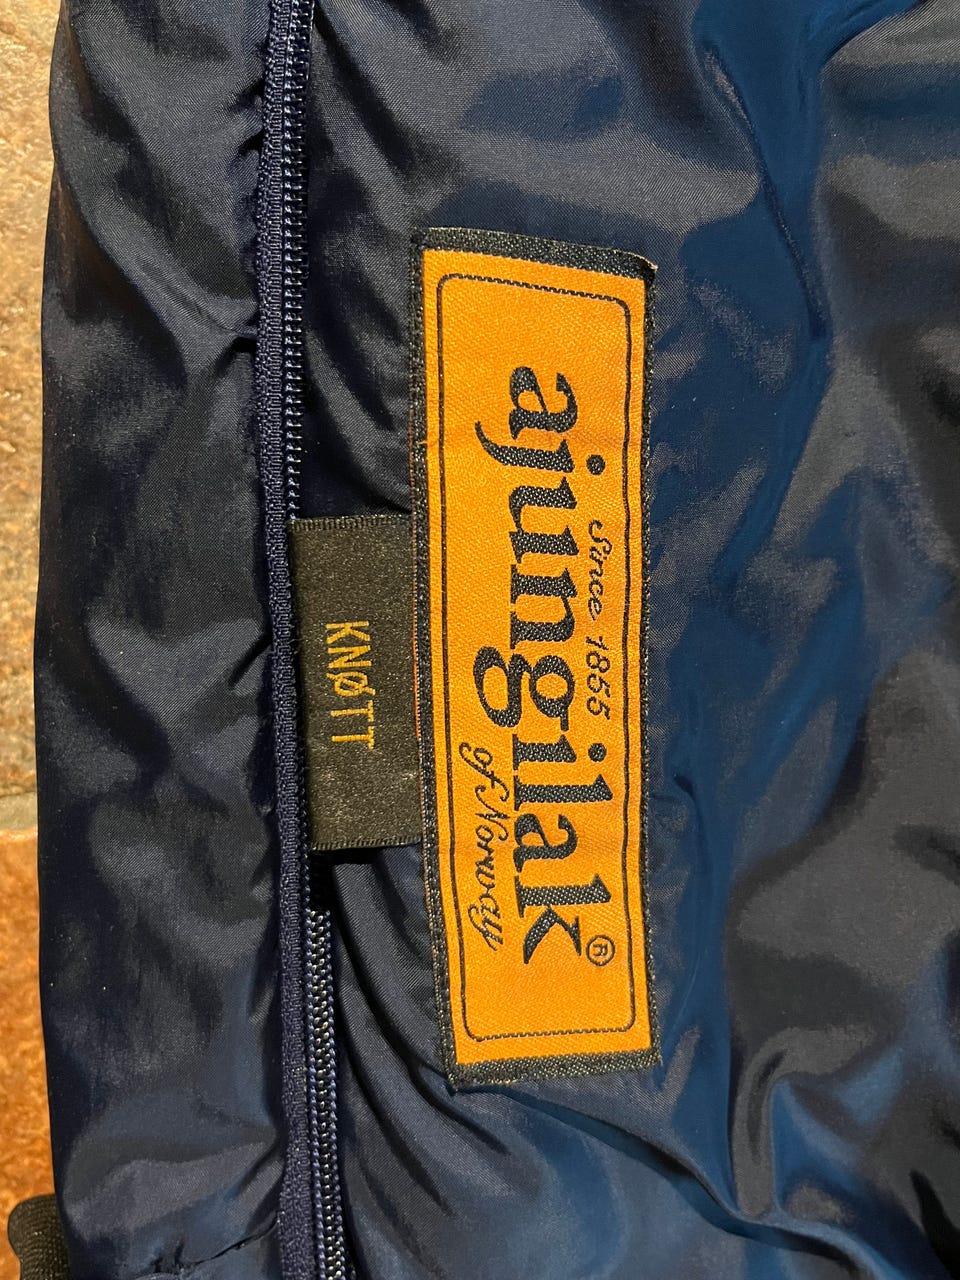 Since 1855
ajungilak®
of Norway
KNØTT